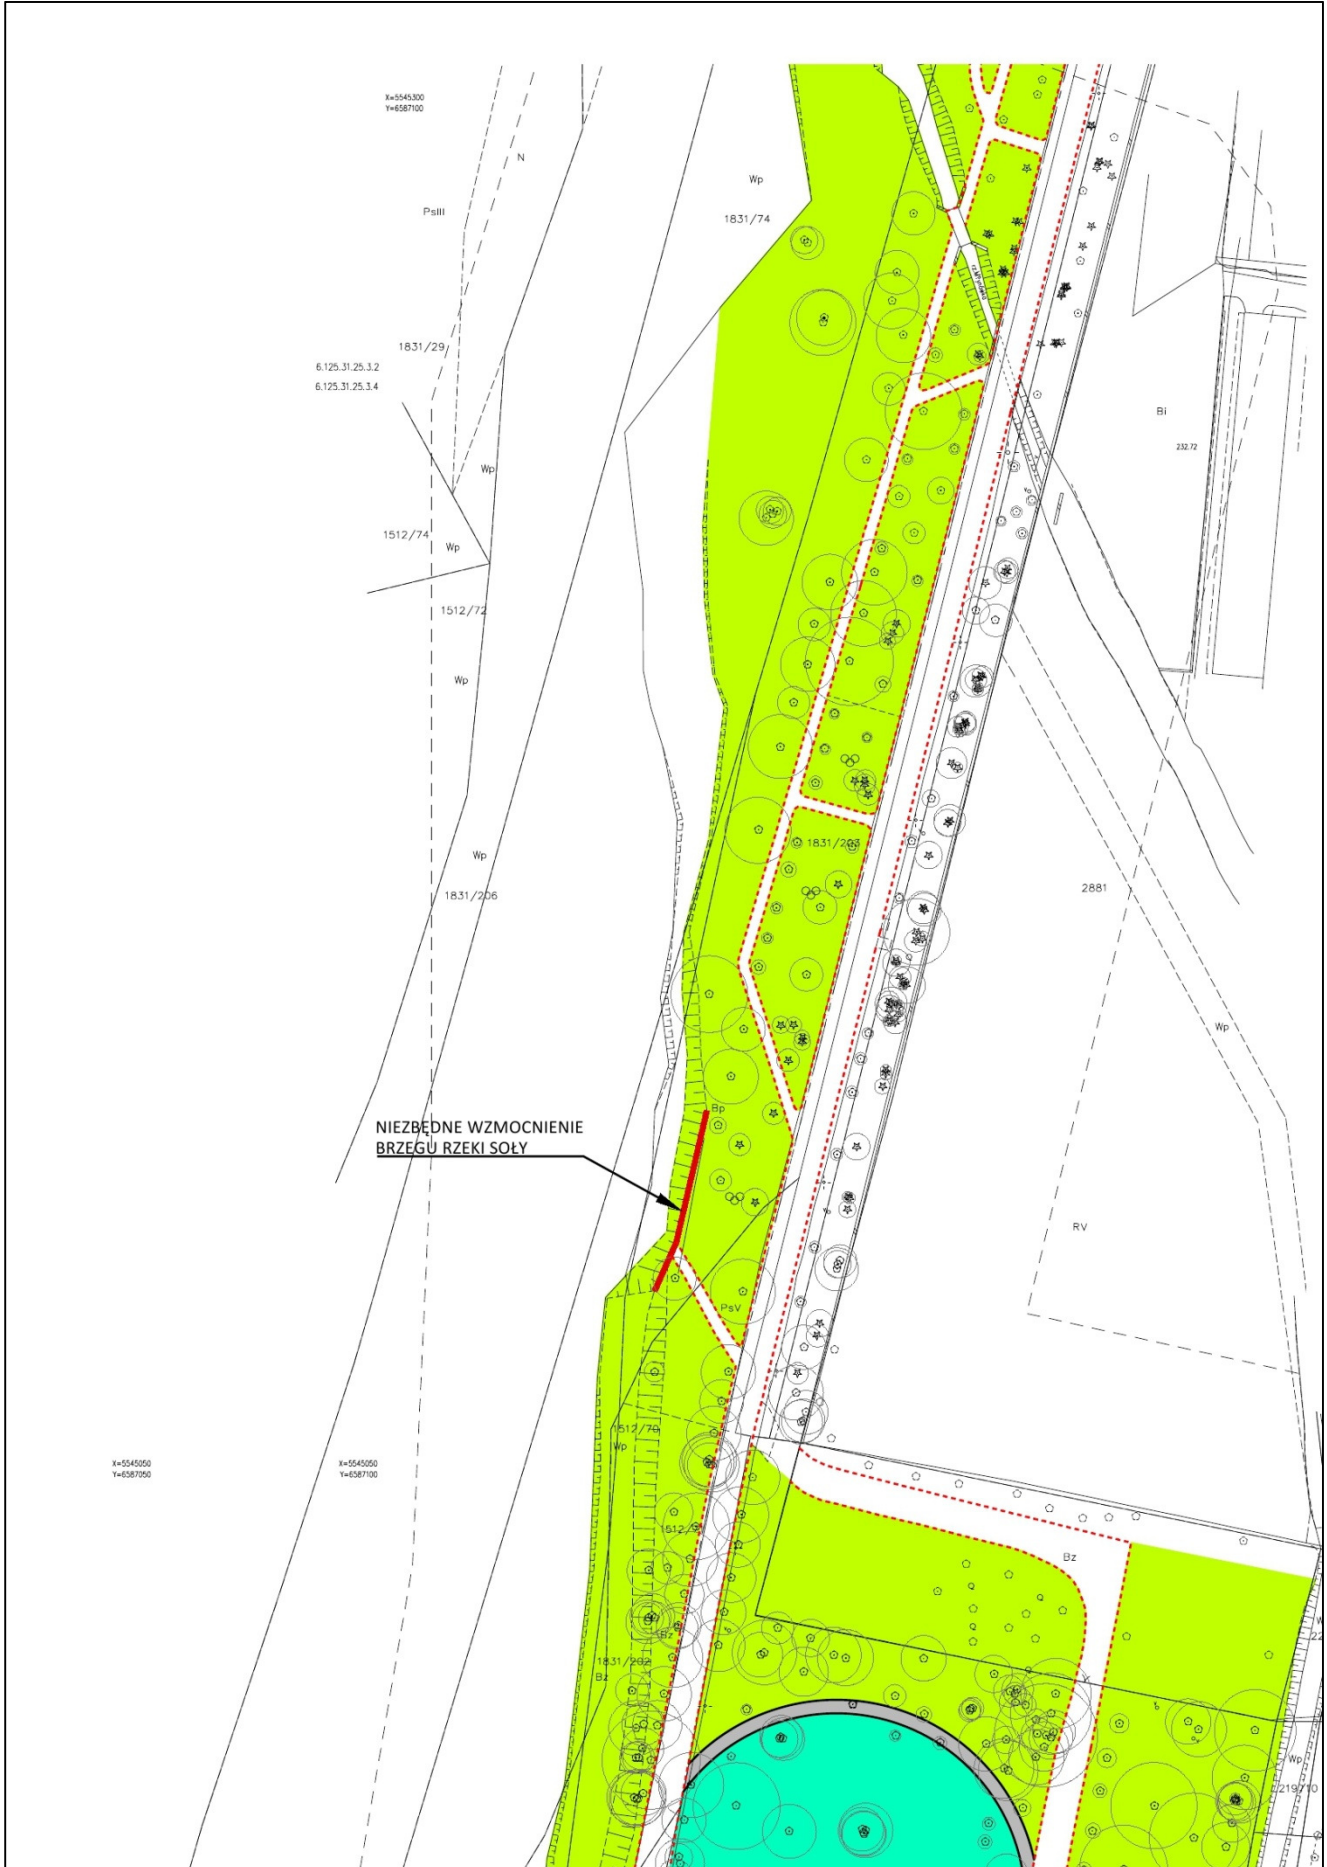 X=5545300
Y=6587100
N
Wp
PsIII
1831/74
rz.Młynówka
1831/29
6.125.31.25.3.2
6.125.31.25.3.4
Bi
232.72
Wp
1512/74
Wp
1512/72
Wp
1831/203
Wp
2881
1831/206
Wp
Bp
NIEZBĘDNE WZMOCNIENIE
BRZEGU RZEKI SOŁY
RV
PsV
1512/70
Wp
X=5545050
Y=6587050
X=5545050
Y=6587100
Bz
Bz
1831/202
Bz
Wp